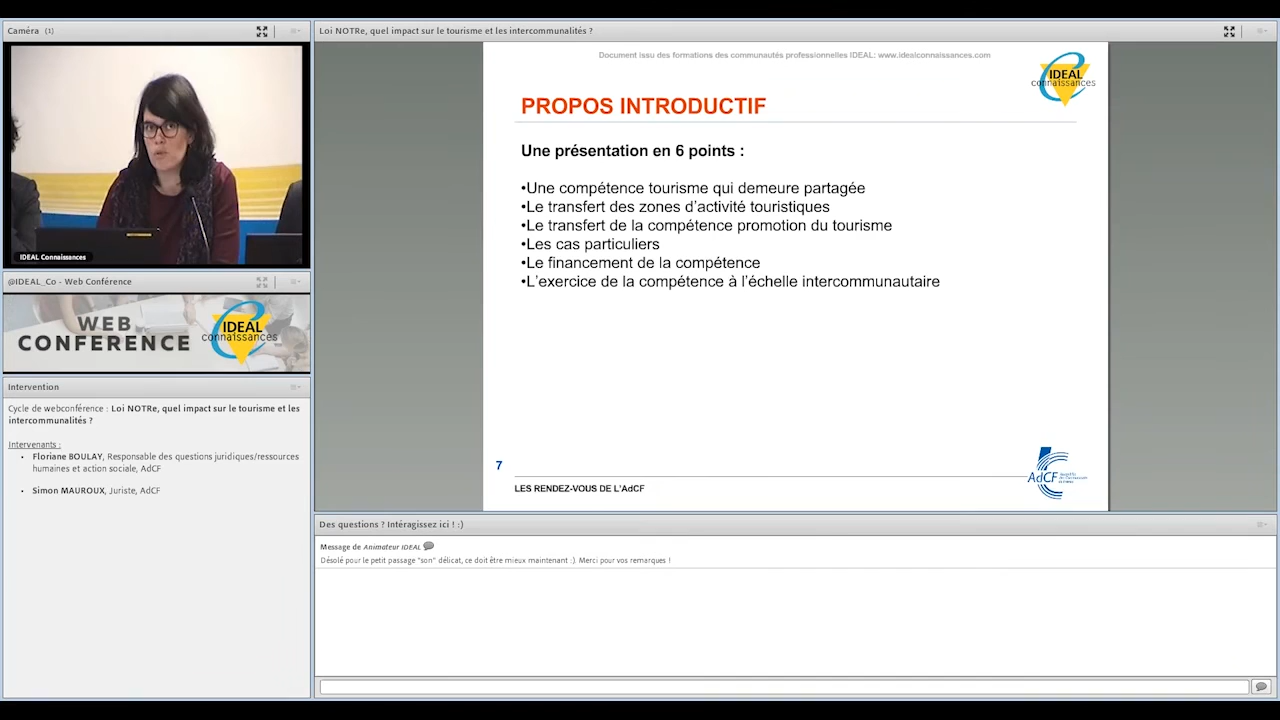 Caméra (1)
IDEAL Connaissances
@IDEAL_Co - Web Conférence
WEB
CONFERENCE
IDEAL
connaissances
Intervention
Cycle de webconférence : Loi NOTRe, quel impact sur le tourisme et les
intercommunalités ?
Intervenants :
• Floriane BOULAY, Responsable des questions juridiques/ressources
humaines et action sociale, AdCF
• Simon MAUROUX, Juriste, AdCF
Loi NOTRe, quel impact sur le tourisme et les intercommunalités ?
Document issu des formations des communautés professionnelles IDEAL: www.idealconnaissances.com
IDEAL
connaissances
PROPOS INTRODUCTIF
Une présentation en 6 points :
•Une compétence tourisme qui demeure partagée
•Le transfert des zones d’activité touristiques
•Le transfert de la compétence promotion du tourisme
•Les cas particuliers
•Le financement de la compétence
•L’exercice de la compétence à l’échelle intercommunautaire
7
AdCF
LES RENDEZ-VOUS DE L'AdCF
Des questions ? Intéragissez ici ! :)
Message de Animateur IDEAL
Désolé pour le petit passage "son" délicat, ce doit être mieux maintenant :). Merci pour vos remarques !